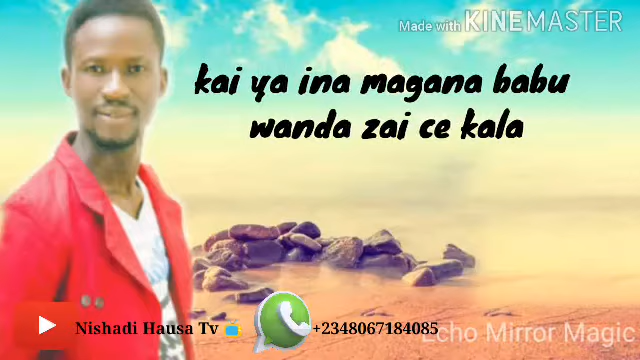 Made with KINEMASTER
kai ya ina magana babu
wanda zai ce kala
Nishadi Hausa Tv
+2348067184085
Echo Mirror Magic